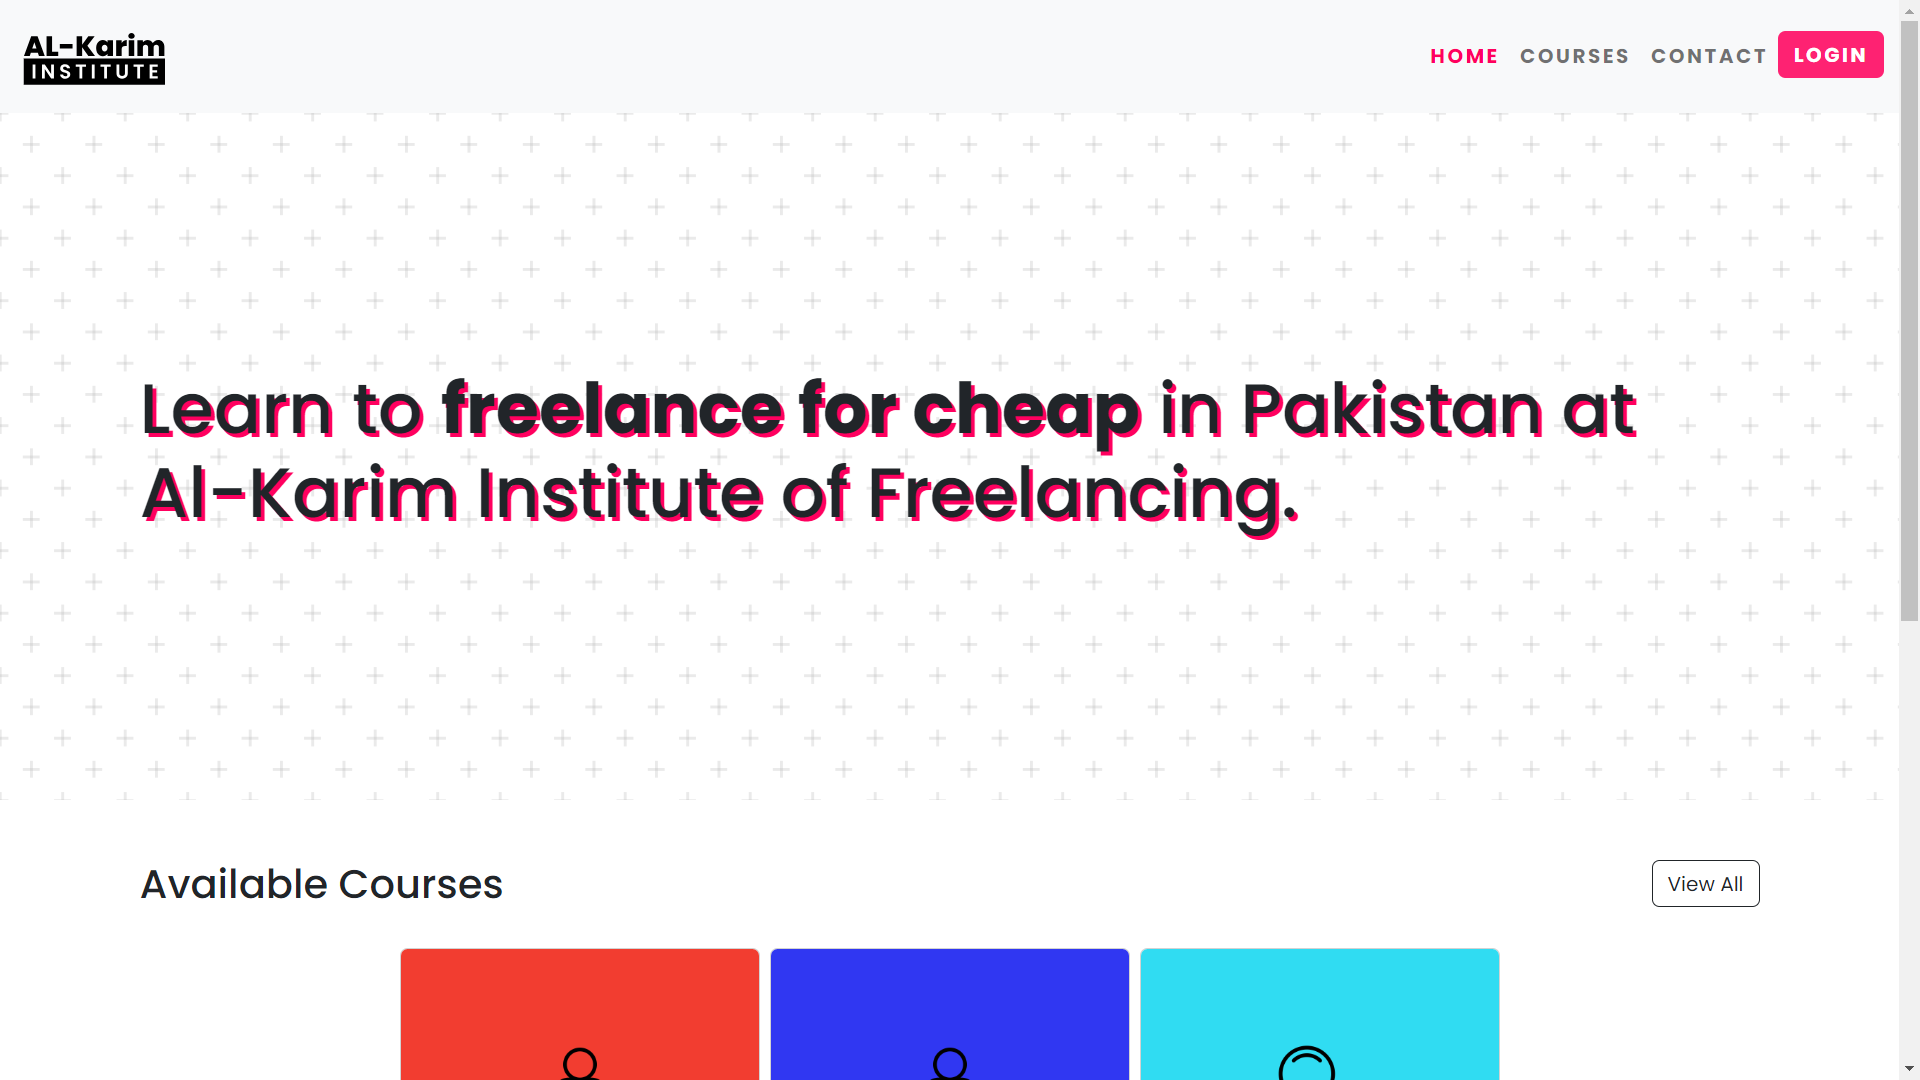 AL-Karim
INSTITUTE
HOME
COURSES
CONTACT
LOGIN
Learn to freelance for cheap in Pakistan at
Al-Karim Institute of Freelancing.
Available Courses
View All